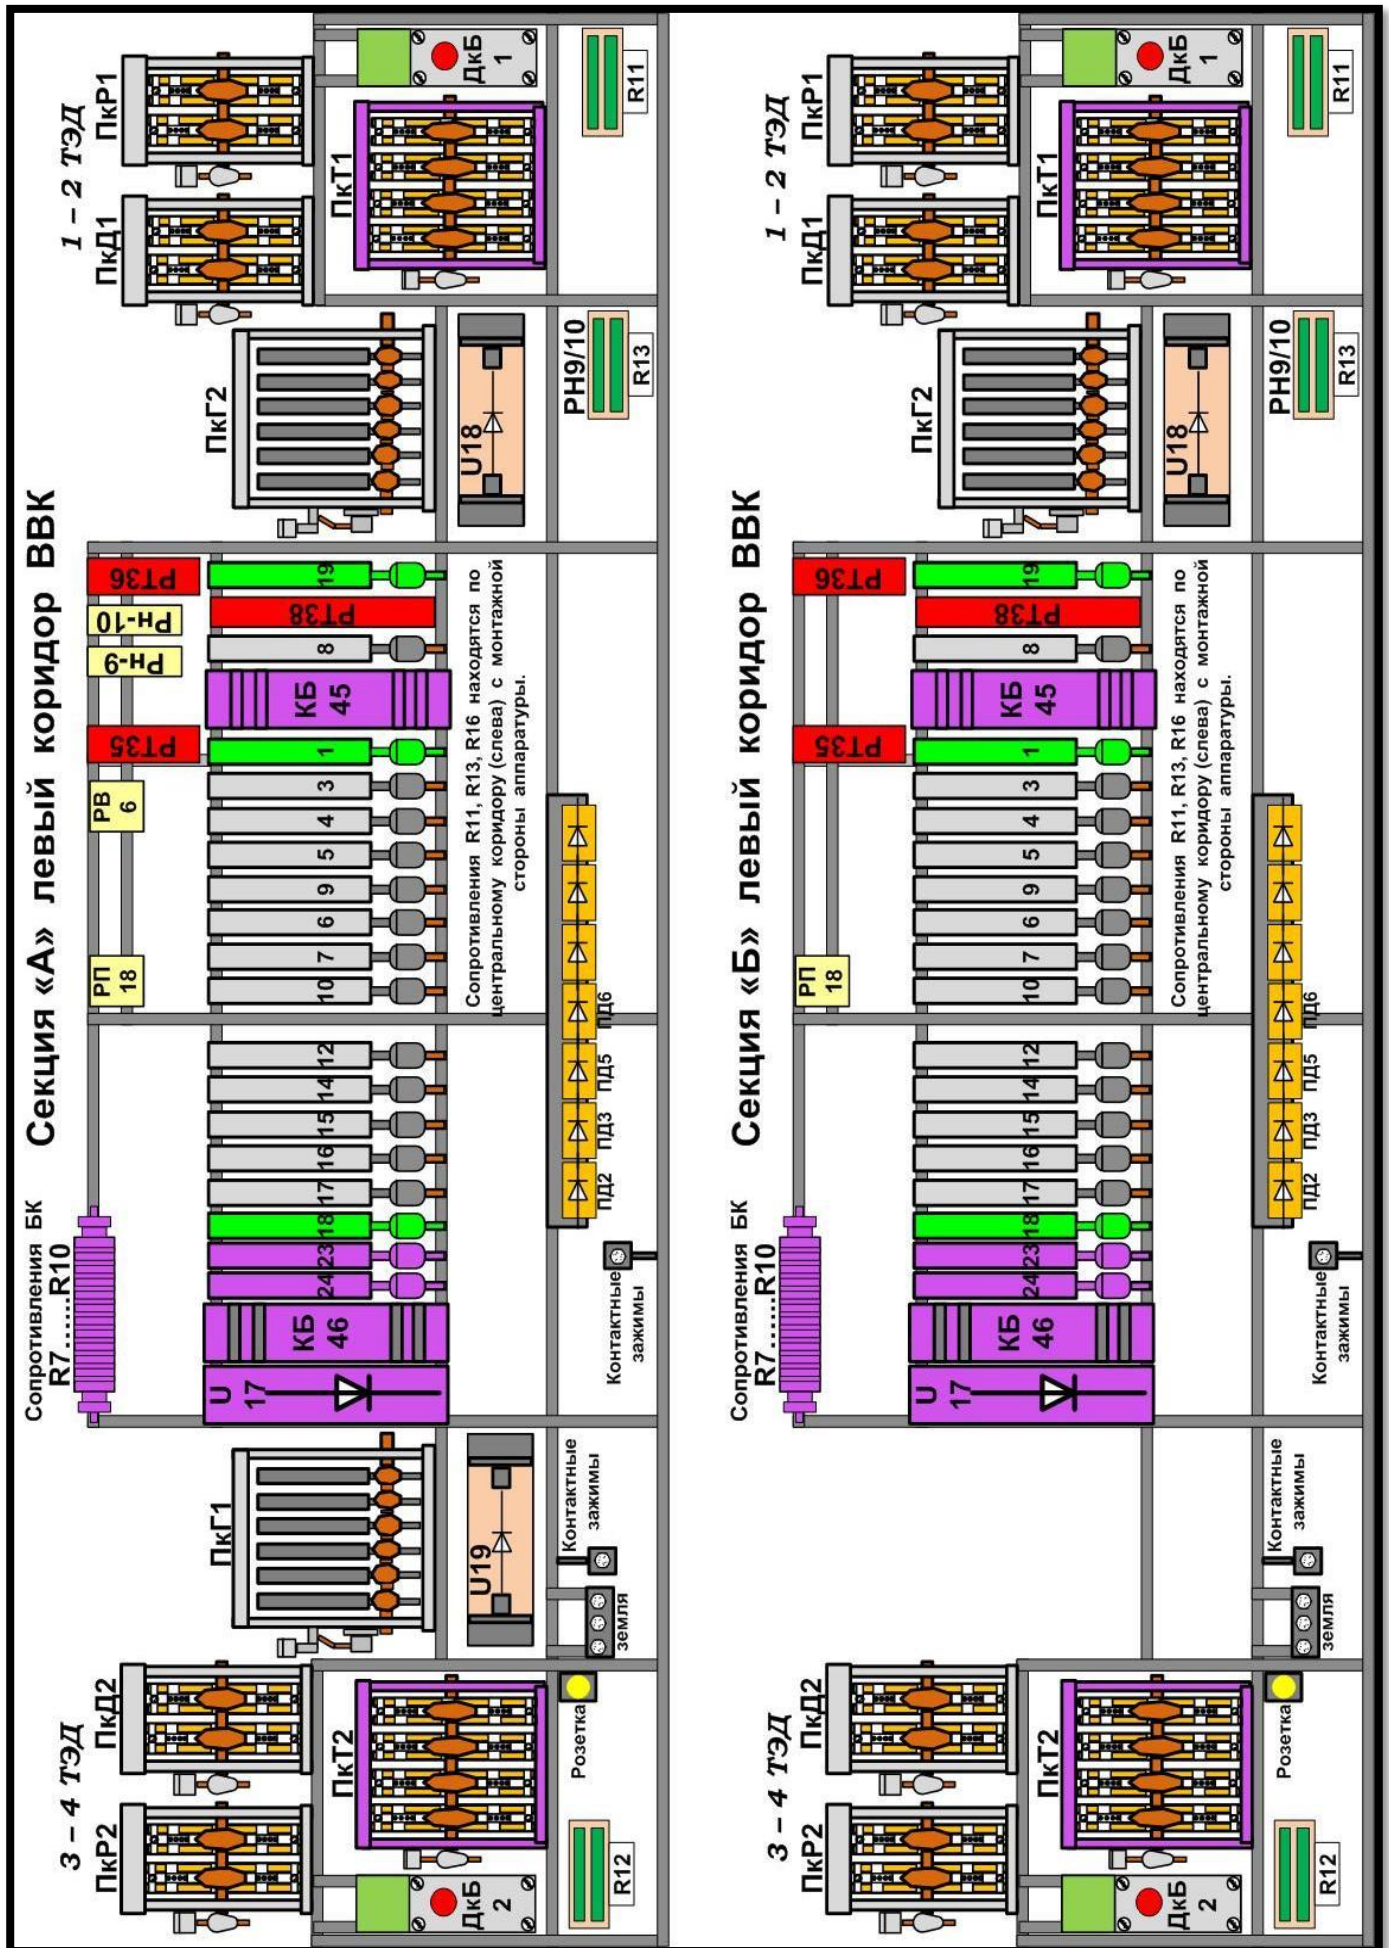 Секция «А» левый коридор ВВК
Сопротивления БК
R7.......R10
3 – 4 ТЭД
1 – 2 ТЭД
ПкР2
ПкД2
ПкГ1
ПкГ2
ПкД1
ПкР1
РП
18
РВ
6
РТ35
Рн-9
Рн-10
РТ36
U
17
КБ
46
24
23
18
17
16
15
14
12
10
7
6
9
5
4
3
1
КБ
45
8
РТ38
19
ДкБ
2
ПкТ2
U19
U18
ПкТ1
ДкБ
1
Сопротивления R11, R13, R16 находятся по
центральному коридору (слева) с монтажной
стороны аппаратуры.
R12
Розетка
земля
Контактные
зажимы
Контактные
зажимы
ПД2
ПД3
ПД5
ПД6
РН9/10
R13
R11
Секция «Б» левый коридор ВВК
Сопротивления БК
R7.......R10
3 – 4 ТЭД
1 – 2 ТЭД
ПкР2
ПкД2
ПкГ2
ПкД1
ПкР1
РП
18
РТ35
РТ36
U
17
КБ
46
24
23
18
17
16
15
14
12
10
7
6
9
5
4
3
1
КБ
45
8
РТ38
19
ДкБ
2
ПкТ2
U18
ПкТ1
ДкБ
1
Сопротивления R11, R13, R16 находятся по
центральному коридору (слева) с монтажной
стороны аппаратуры.
R12
Розетка
земля
Контактные
зажимы
Контактные
зажимы
ПД2
ПД3
ПД5
ПД6
РН9/10
R13
R11